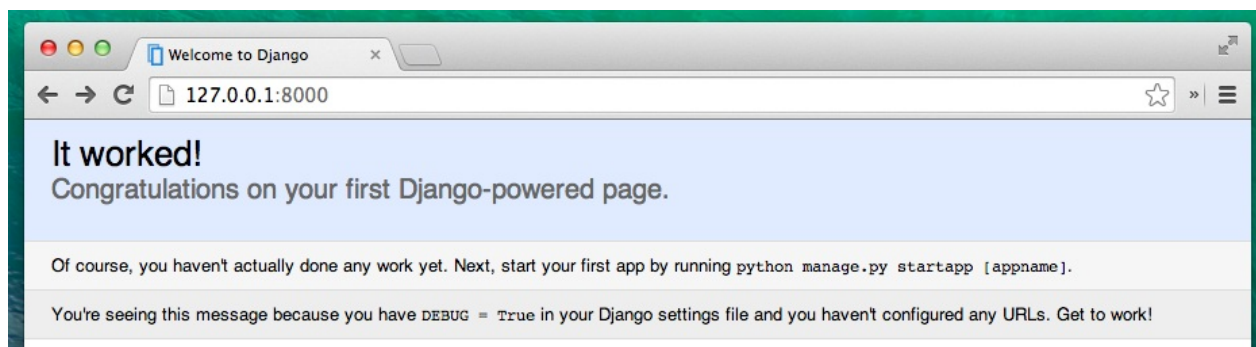 Welcome to Django
127.0.0.1:8000
It worked!
Congratulations on your first Django-powered page.
Of course, you haven't actually done any work yet. Next, start your first app by running python manage.py startapp [appname].
You're seeing this message because you have DEBUG = True in your Django settings file and you haven't configured any URLs. Get to work!